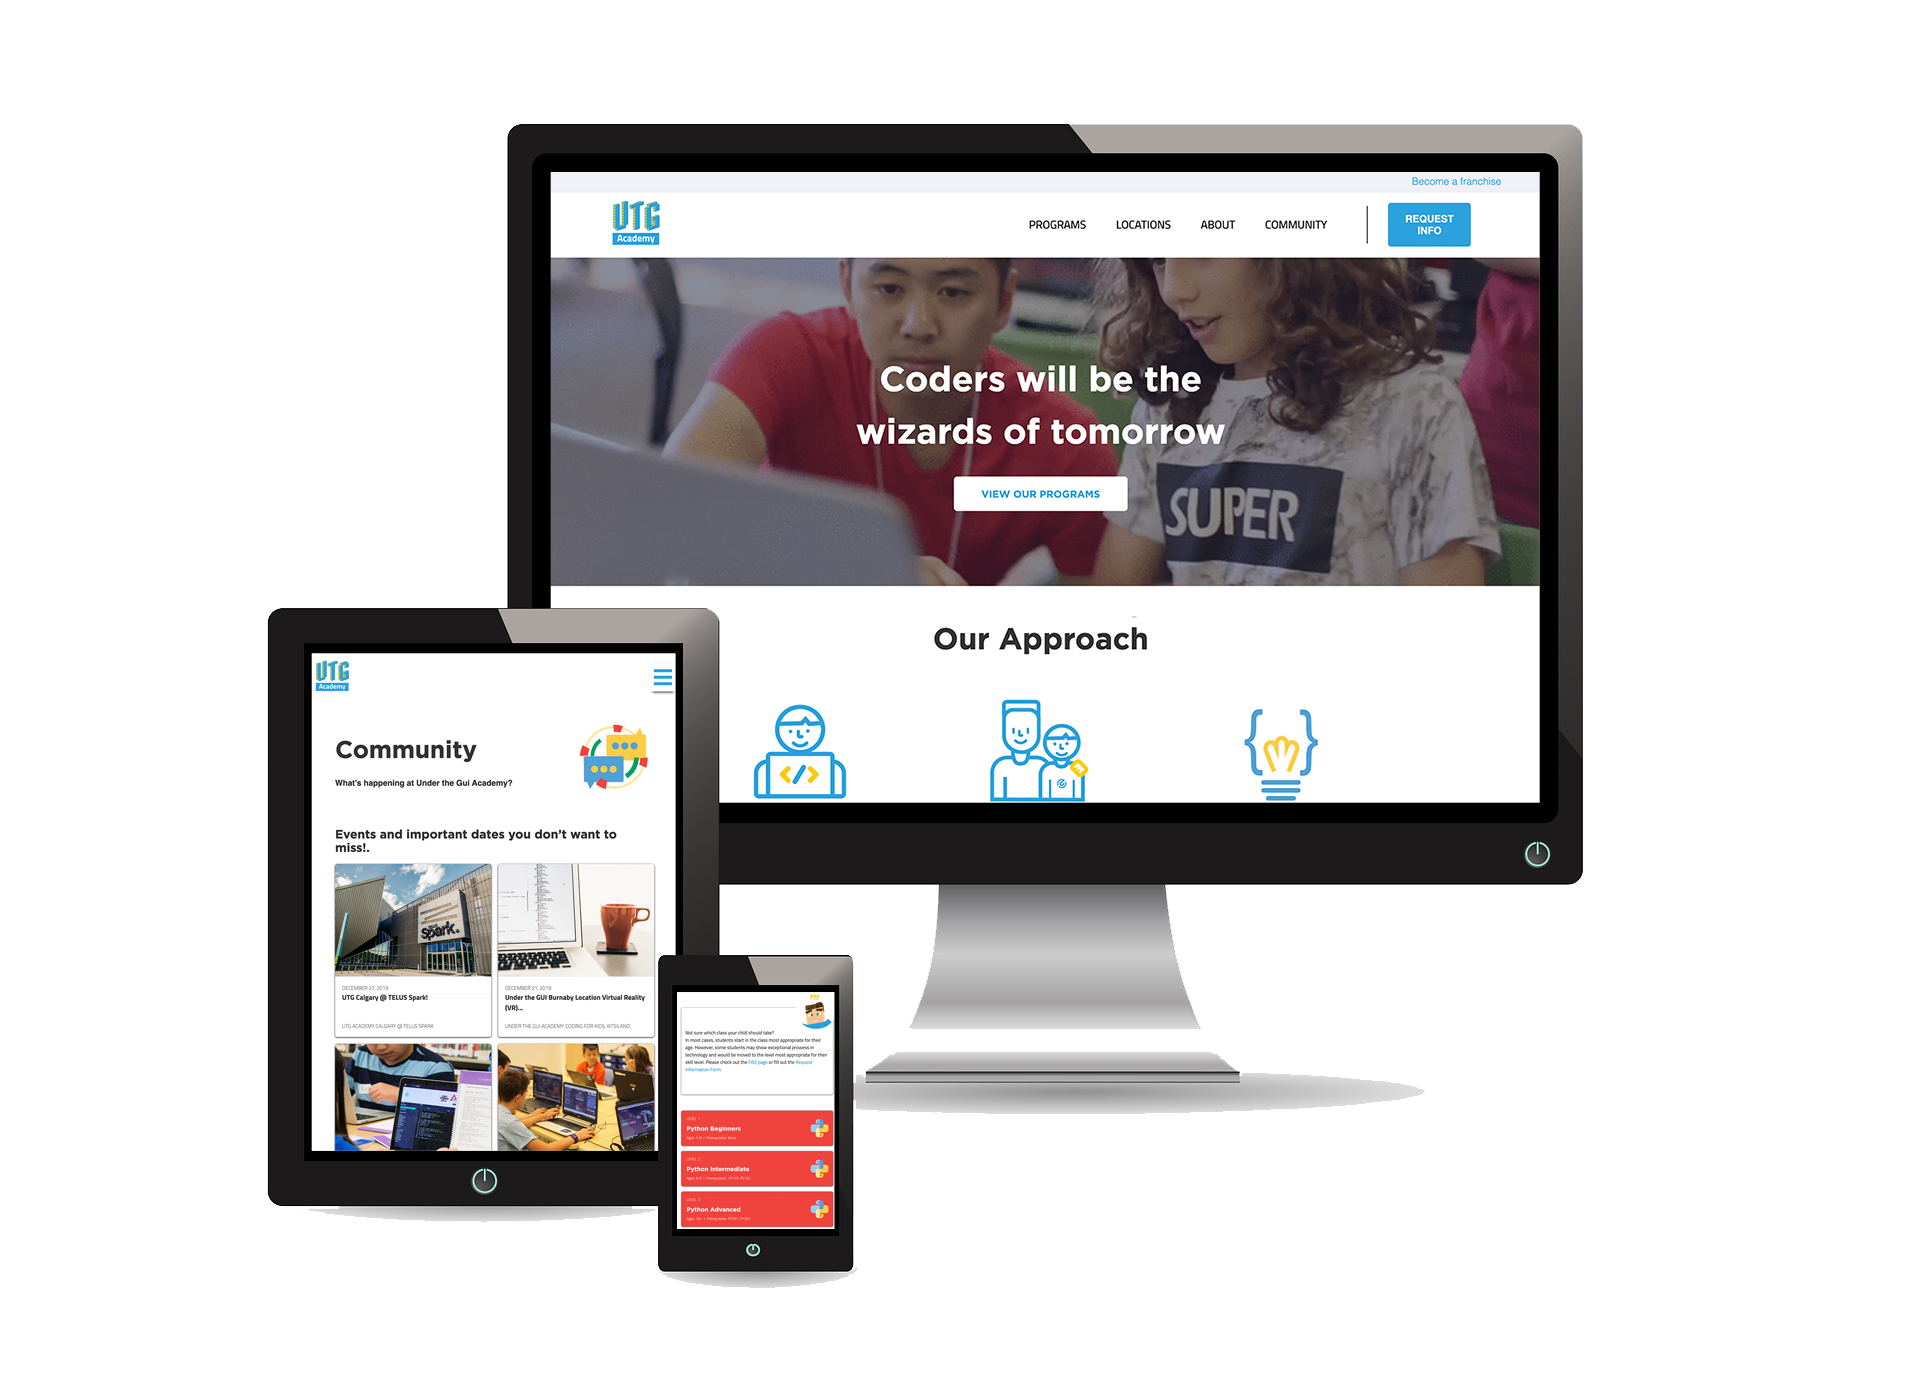 Become a franchise
UTG
Academy
PROGRAMS
LOCATIONS
ABOUT
COMMUNITY
REQUEST
INFO
Coders will be the
wizards of tomorrow
VIEW OUR PROGRAMS
SUPER
Our Approach
</>
{ }
UTG
Academy
Community
What's happening at Under the Gui Academy?
Events and important dates you don't want to
miss!.
spark.
DECEMBER 27, 2019
UTG Calgary @ TELUS Spark!
UTG ACADEMY CALGARY @ TELUS SPARK
DECEMBER 21, 2019
Under the GUI Burnaby Location Virtual Reality
(VR)...
UNDER THE GUI ACADEMY: CODING FOR KIDS, KITSILANO
???
Not sure which class your child should take?
In most cases, students start in the class most appropriate for their
age. However, some students may show exceptional prowess in
technology and would be moved to the level most appropriate for their
skill level. Please check out the FAQ page or fill out the Request
Information Form.
LEVEL 1
Python Beginners
LEVEL 2
Python Intermediate
LEVEL 3
Python Advanced